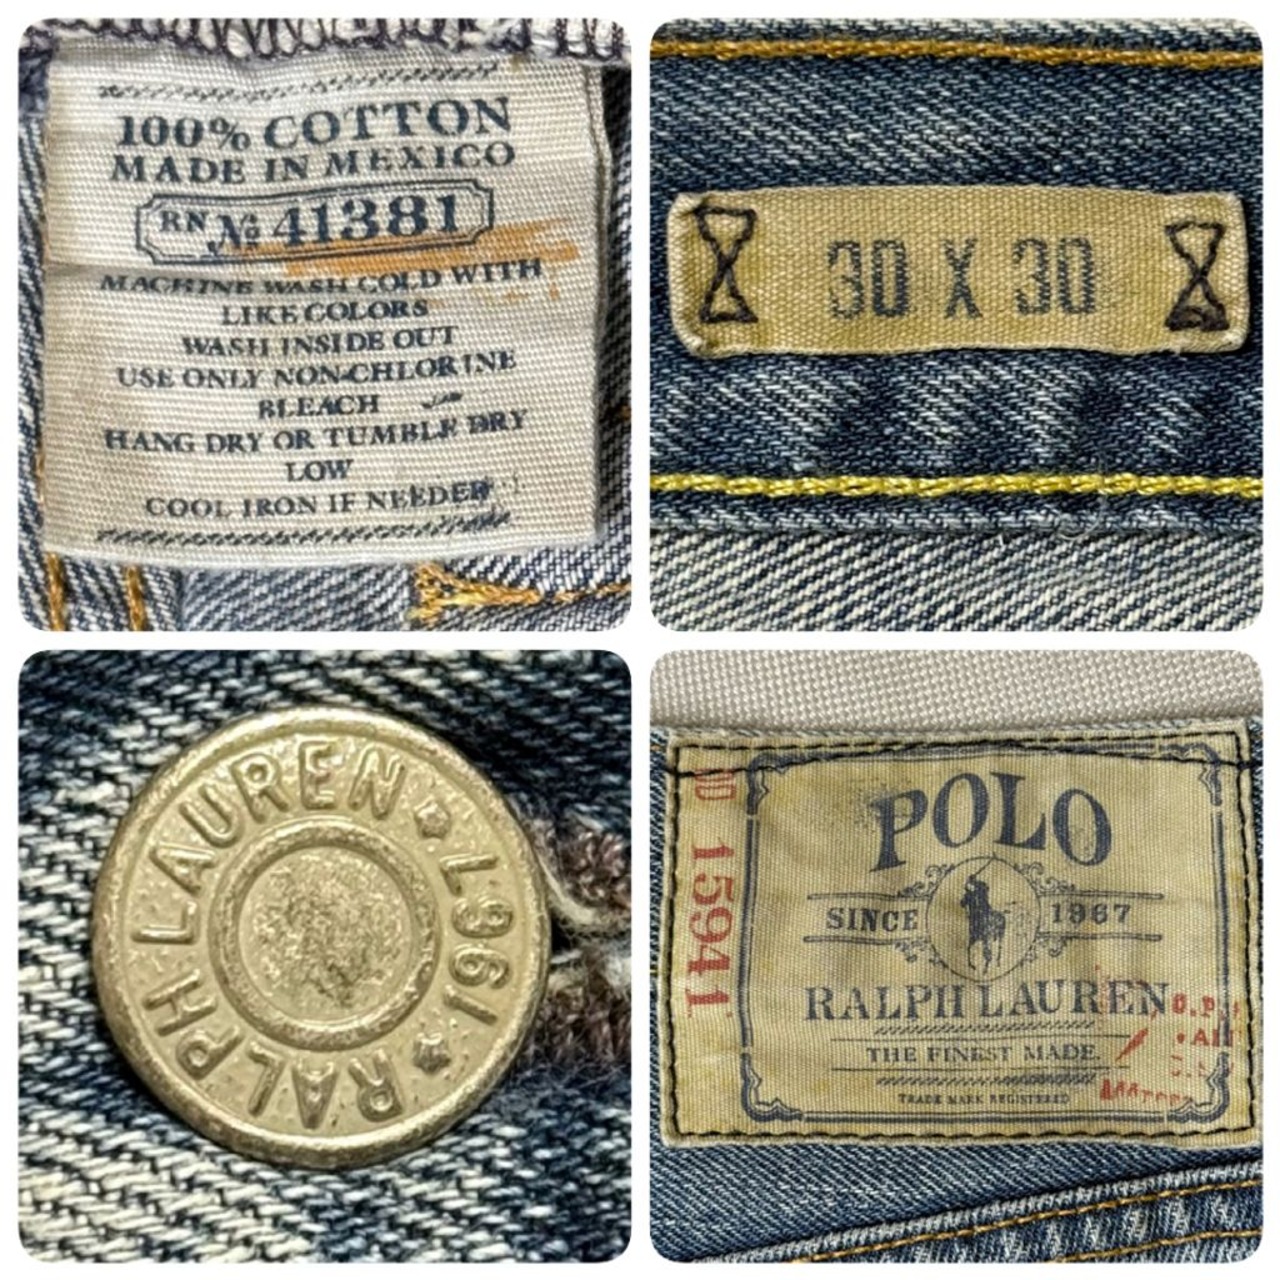 100% COTTON
MADE IN MEXICO
RN № 41381
MACHINE WASH COLD WITH
LIKE COLORS
WASH INSIDE OUT
USE ONLY NON-CHLORINE
BLEACH
HANG DRY OR TUMBLE DRY
LOW
COOL IRON IF NEEDED
30 X 30
RALPH LAUREN ★ 1967 ★
15941
POLO
SINCE 1967
RALPH LAUREN
THE FINEST MADE.
TRADE MARK REGISTERED